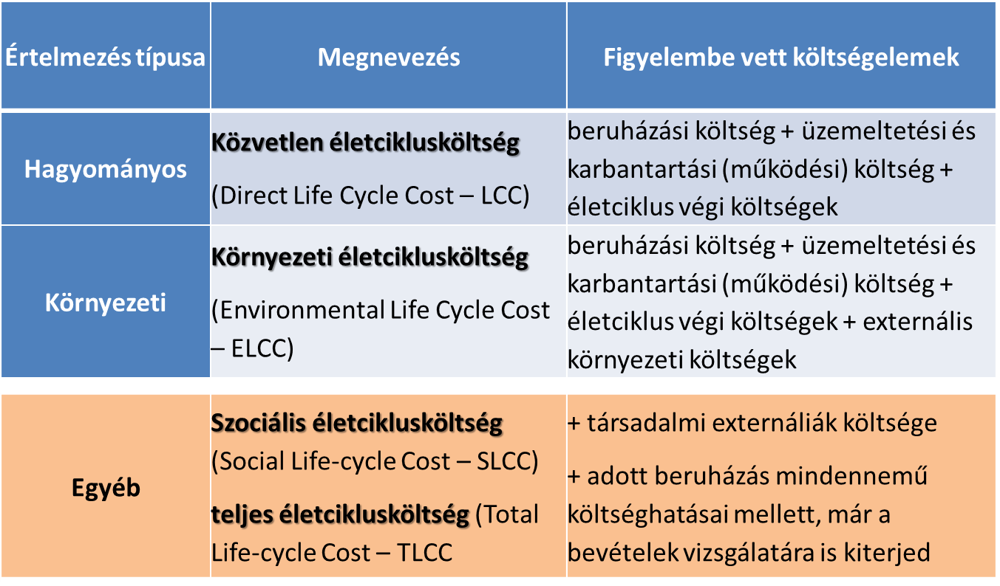 Értelmezés típusa
Megnevezés
Figyelembe vett költségelemek
Hagyományos
Közvetlen életciklusköltség
(Direct Life Cycle Cost – LCC)
beruházási költség + üzemeltetési és
karbantartási (működési) költség +
életciklus végi költségek
Környezeti
Környezeti életciklusköltség
(Environmental Life Cycle Cost
– ELCC)
beruházási költség + üzemeltetési és
karbantartási (működési) költség +
életciklus végi költségek + externális
környezeti költségek
Egyéb
Szociális életciklusköltség
(Social Life-cycle Cost – SLCC)
teljes életciklusköltség (Total
Life-cycle Cost – TLCC
+ társadalmi externáliák költsége
+ adott beruházás mindennemű
költséghatásai mellett, már a
bevételek vizsgálatára is kiterjed